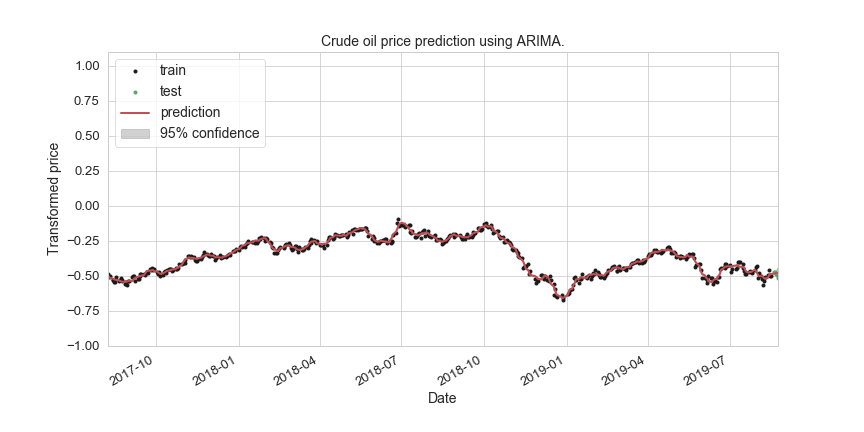 Crude oil price prediction using ARIMA.
1.00
0.75
0.50
0.25
0.00
−0.25
−0.50
−0.75
−1.00
Transformed price
train
test
prediction
95% confidence
2017-10
2018-01
2018-04
2018-07
2018-10
2019-01
2019-04
2019-07
Date